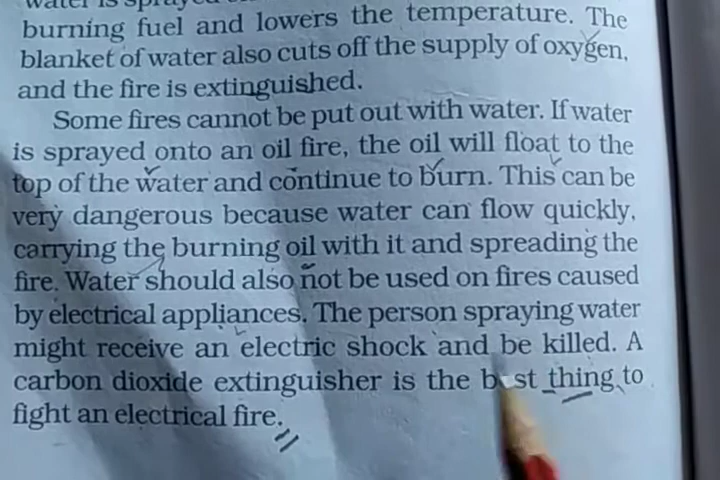 water is sprayed
burning fuel and lowers the temperature. The
blanket of water also cuts off the supply of oxygen,
and the fire is extinguished.
Some fires cannot be put out with water. If water
is sprayed onto an oil fire, the oil will float to the
top of the water and continue to burn. This can be
very dangerous because water can flow quickly,
carrying the burning oil with it and spreading the
fire. Water should also not be used on fires caused
by electrical appliances. The person spraying water
might receive an electric shock and be killed. A
carbon dioxide extinguisher is the best thing to
fight an electrical fire.